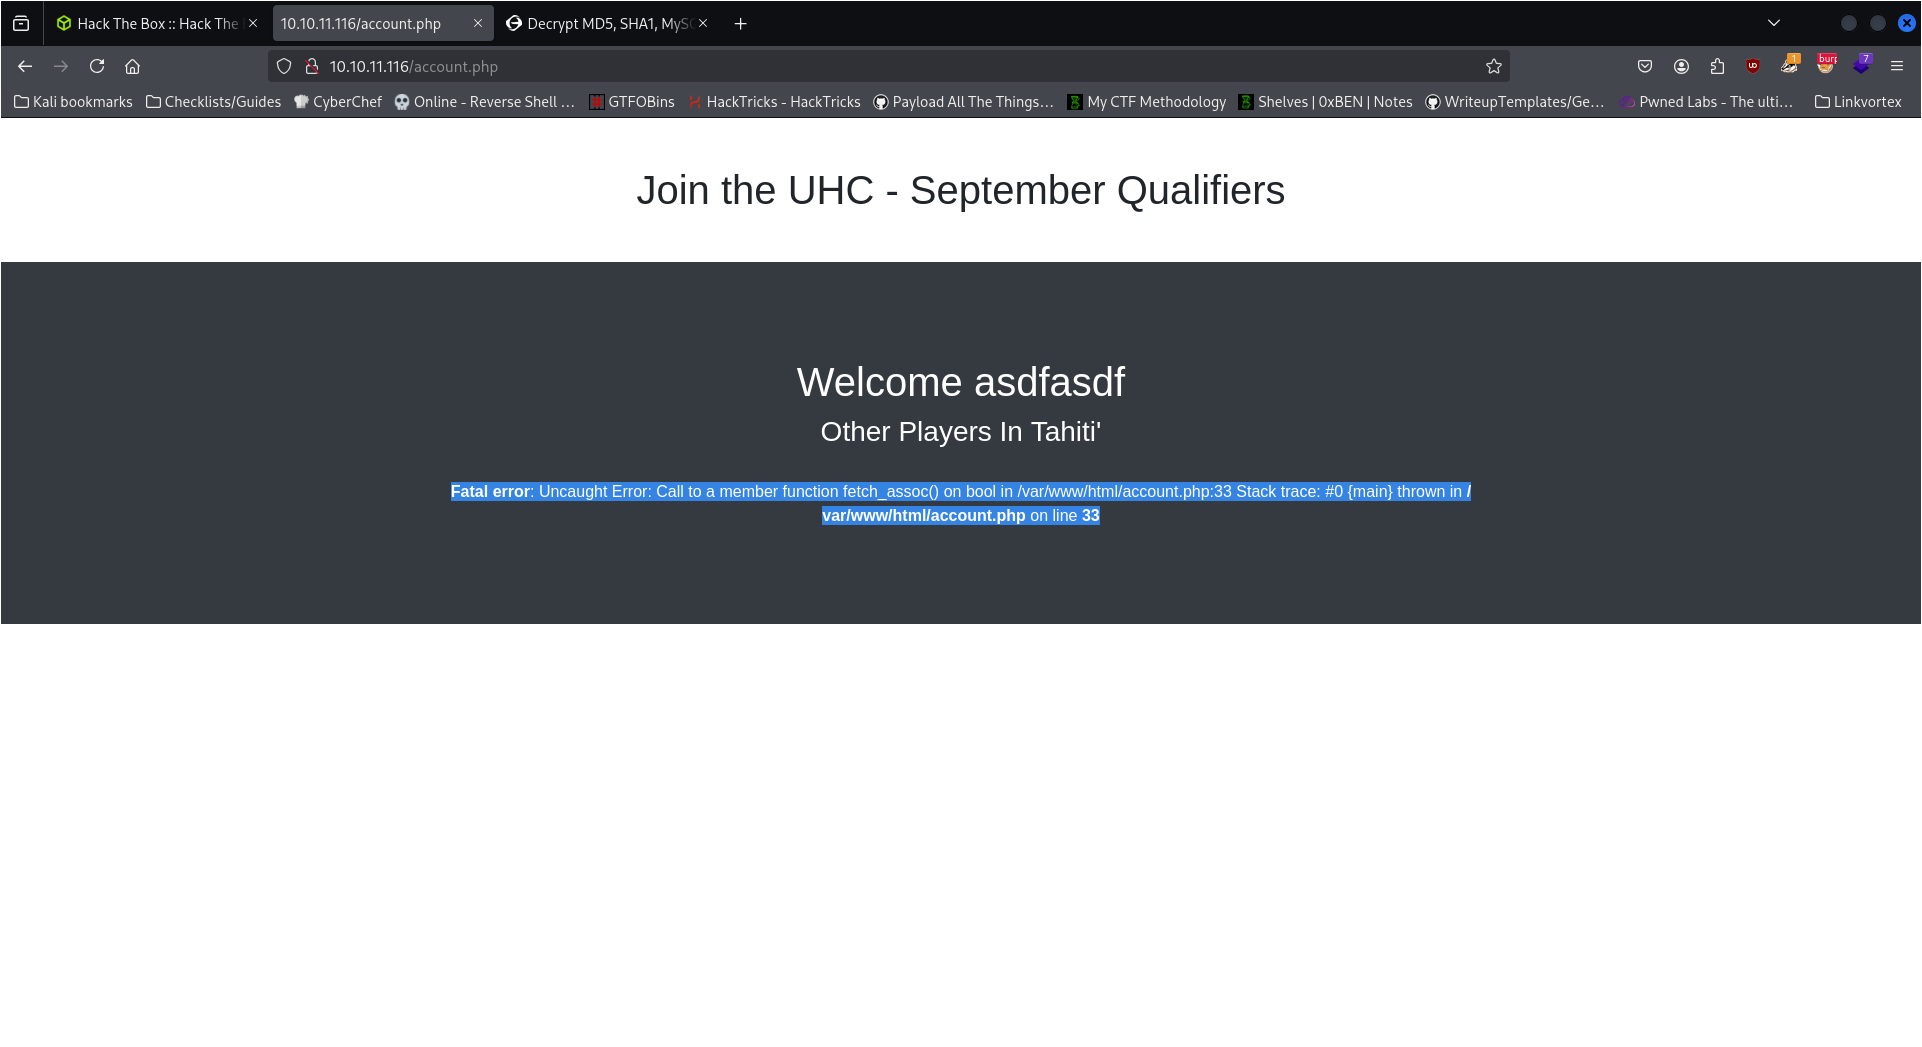 Hack The Box :: Hack The
10.10.11.116/account.php
Decrypt MD5, SHA1, MyS
10.10.11.116/account.php
1
burp
7
Kali bookmarks
Checklists/Guides
CyberChef
Online - Reverse Shell …
GTFOBins
HackTricks - HackTricks
Payload All The Things…
My CTF Methodology
Shelves | 0xBEN | Notes
WriteupTemplates/Ge…
Pwned Labs - The ulti…
Linkvortex
Join the UHC - September Qualifiers
Welcome asdfasdf
Other Players In Tahiti'
Fatal error: Uncaught Error: Call to a member function fetch_assoc() on bool in /var/www/html/account.php:33 Stack trace: #0 {main} thrown in /
var/www/html/account.php on line 33